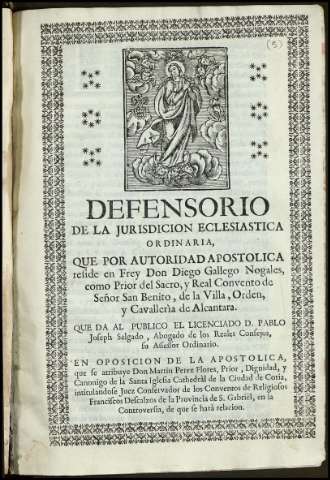 (5)
DEFENSORIO
DE LA JURISDICION ECLESIASTICA
ORDINARIA,
QUE POR AUTORIDAD APOSTOLICA
reside en Frey Don Diego Gallego Nogales,
como Prior del Sacro, y Real Convento de
Señor San Benito, de la Villa, Orden,
y Cavalleria de Alcantara.
QUE DA AL PUBLICO EL LICENCIADO D. PABLO
Joseph Salgado, Abogado de los Reales Consejos,
su Assessor Ordinario.
EN OPOSICION DE LA APOSTOLICA,
que se atribuye Don Martin Perez Flores, Prior, Dignidad, y
Canonigo de la Santa Iglesia Cathedral de la Ciudad de Coria,
intitulandose Juez Conservador de los Conventos de Religiosos
Franciscos Descalzos de la Provincia de S. Gabriel, en la
Controversia, de que se hará relacion.